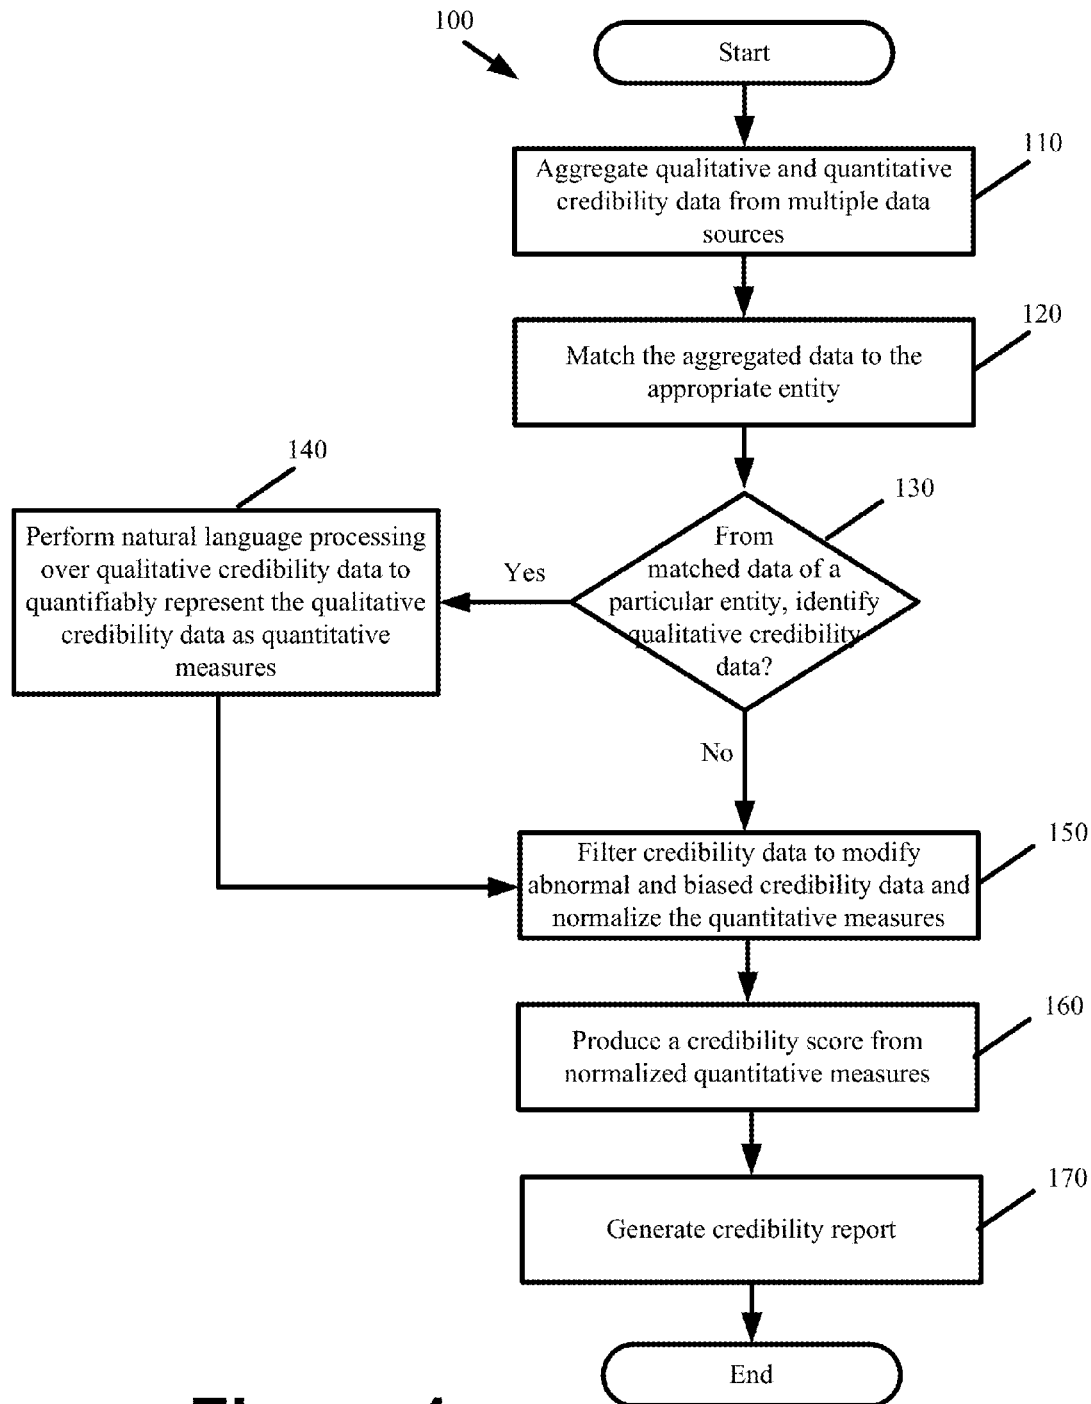 100
Start
110
Aggregate qualitative and quantitative
credibility data from multiple data
sources
120
Match the aggregated data to the
appropriate entity
130
From
matched data of a
particular entity, identify
qualitative credibility
data?
Yes
140
Perform natural language processing
over qualitative credibility data to
quantifiably represent the qualitative
credibility data as quantitative
measures
No
150
Filter credibility data to modify
abnormal and biased credibility data and
normalize the quantitative measures
160
Produce a credibility score from
normalized quantitative measures
170
Generate credibility report
End